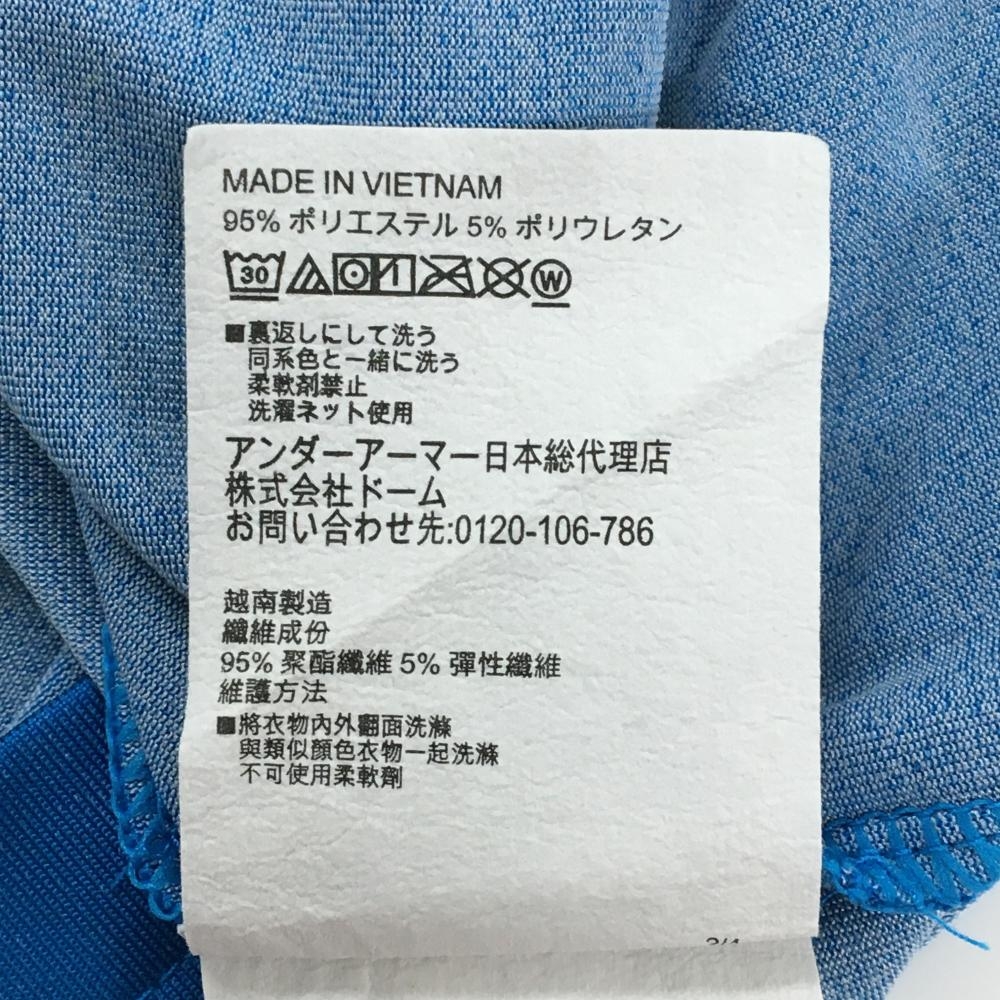 MADE IN VIETNAM
95% ポリエステル 5% ポリウレタン
30 W
■裏返しにして洗う
同系色と一緒に洗う
柔軟剤禁止
洗濯ネット使用
アンダーアーマー日本総代理店
株式会社ドーム
お問い合わせ先:0120-106-786
越南製造
纖維成份
95% 聚酯纖維 5% 彈性纖維
維護方法
■將衣物內外翻面洗滌
與類似顏色衣物一起洗滌
不可使用柔軟劑